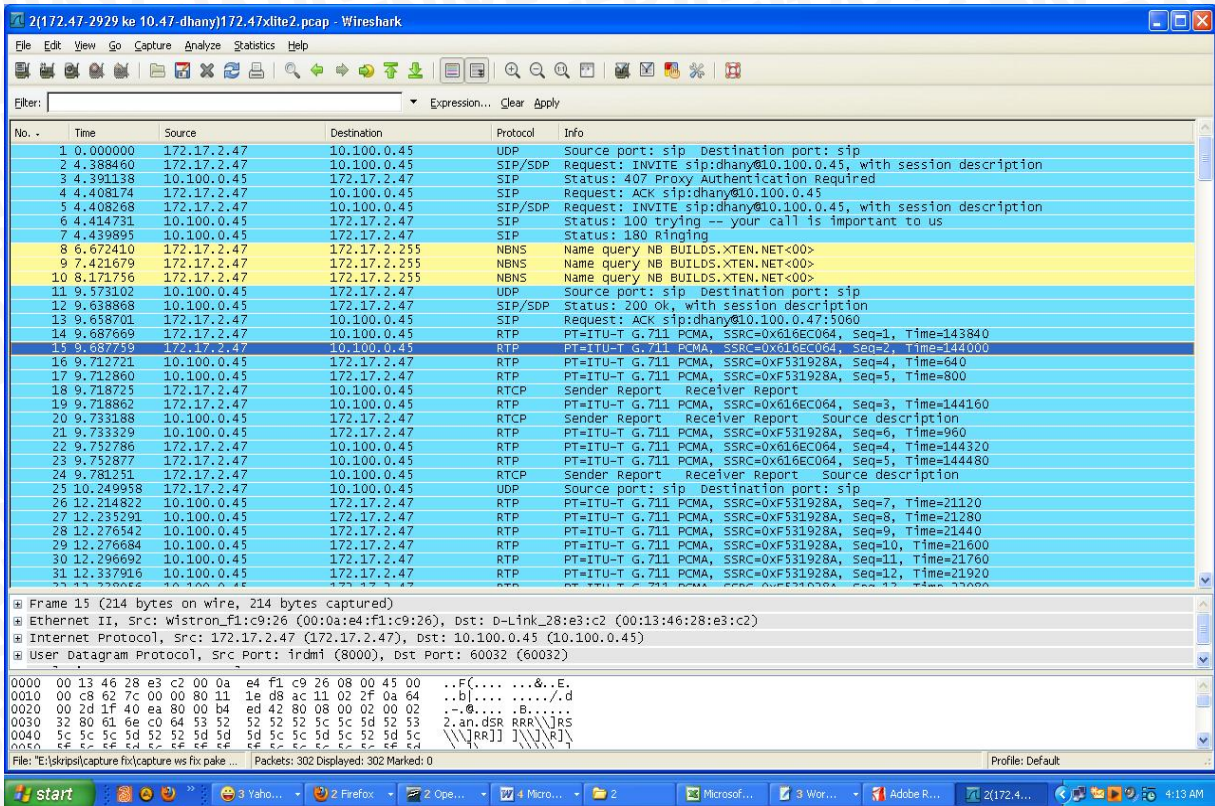 2(172.47-2929 ke 10.47-dhany)172.47xlite2.pcap - Wireshark
File Edit View Go Capture Analyze Statistics Help
Filter: Expression... Clear Apply
No. - Time Source Destination Protocol Info
1 0.000000 172.17.2.47 10.100.0.45 UDP Source port: sip Destination port: sip
2 4.388460 172.17.2.47 10.100.0.45 SIP/SDP Request: INVITE sip:dhany@10.100.0.45, with session description
3 4.391138 10.100.0.45 172.17.2.47 SIP Status: 407 Proxy Authentication Required
4 4.408174 172.17.2.47 10.100.0.45 SIP Request: ACK sip:dhany@10.100.0.45
5 4.408268 172.17.2.47 10.100.0.45 SIP/SDP Request: INVITE sip:dhany@10.100.0.45, with session description
6 4.414731 10.100.0.45 172.17.2.47 SIP Status: 100 trying -- your call is important to us
7 4.439895 10.100.0.45 172.17.2.47 SIP Status: 180 Ringing
8 6.672410 172.17.2.47 172.17.2.255 NBNS Name query NB BUILDS.XTEN.NET<00>
9 7.421679 172.17.2.47 172.17.2.255 NBNS Name query NB BUILDS.XTEN.NET<00>
10 8.171756 172.17.2.47 172.17.2.255 NBNS Name query NB BUILDS.XTEN.NET<00>
11 9.573102 10.100.0.45 172.17.2.47 UDP Source port: sip Destination port: sip
12 9.638868 10.100.0.45 172.17.2.47 SIP/SDP Status: 200 Ok, with session description
13 9.658701 172.17.2.47 10.100.0.45 SIP Request: ACK sip:dhany@10.100.0.47:5060
14 9.687669 172.17.2.47 10.100.0.45 RTP PT=ITU-T G.711 PCMA, SSRC=0x616EC064, Seq=1, Time=143840
15 9.687759 172.17.2.47 10.100.0.45 RTP PT=ITU-T G.711 PCMA, SSRC=0x616EC064, Seq=2, Time=144000
16 9.712721 10.100.0.45 172.17.2.47 RTP PT=ITU-T G.711 PCMA, SSRC=0xF531928A, Seq=4, Time=640
17 9.712860 10.100.0.45 172.17.2.47 RTP PT=ITU-T G.711 PCMA, SSRC=0xF531928A, Seq=5, Time=800
18 9.718725 172.17.2.47 10.100.0.45 RTCP Sender Report Receiver Report
19 9.718862 172.17.2.47 10.100.0.45 RTP PT=ITU-T G.711 PCMA, SSRC=0x616EC064, Seq=3, Time=144160
20 9.733188 10.100.0.45 172.17.2.47 RTCP Sender Report Receiver Report Source description
21 9.733329 10.100.0.45 172.17.2.47 RTP PT=ITU-T G.711 PCMA, SSRC=0xF531928A, Seq=6, Time=960
22 9.752786 172.17.2.47 10.100.0.45 RTP PT=ITU-T G.711 PCMA, SSRC=0x616EC064, Seq=4, Time=144320
23 9.752877 172.17.2.47 10.100.0.45 RTP PT=ITU-T G.711 PCMA, SSRC=0x616EC064, Seq=5, Time=144480
24 9.781251 172.17.2.47 10.100.0.45 RTCP Sender Report Receiver Report Source description
25 10.249958 172.17.2.47 10.100.0.45 UDP Source port: sip Destination port: sip
26 12.214822 10.100.0.45 172.17.2.47 RTP PT=ITU-T G.711 PCMA, SSRC=0xF531928A, Seq=7, Time=21120
27 12.235291 10.100.0.45 172.17.2.47 RTP PT=ITU-T G.711 PCMA, SSRC=0xF531928A, Seq=8, Time=21280
28 12.276542 10.100.0.45 172.17.2.47 RTP PT=ITU-T G.711 PCMA, SSRC=0xF531928A, Seq=9, Time=21440
29 12.276684 10.100.0.45 172.17.2.47 RTP PT=ITU-T G.711 PCMA, SSRC=0xF531928A, Seq=10, Time=21600
30 12.296692 10.100.0.45 172.17.2.47 RTP PT=ITU-T G.711 PCMA, SSRC=0xF531928A, Seq=11, Time=21760
31 12.337916 10.100.0.45 172.17.2.47 RTP PT=ITU-T G.711 PCMA, SSRC=0xF531928A, Seq=12, Time=21920
Frame 15 (214 bytes on wire, 214 bytes captured)
Ethernet II, Src: Wistron_f1:c9:26 (00:0a:e4:f1:c9:26), Dst: D-Link_28:e3:c2 (00:13:46:28:e3:c2)
Internet Protocol, Src: 172.17.2.47 (172.17.2.47), Dst: 10.100.0.45 (10.100.0.45)
User Datagram Protocol, Src Port: irdmi (8000), Dst Port: 60032 (60032)
0000 00 13 46 28 e3 c2 00 0a e4 f1 c9 26 08 00 45 00 ..F(.... ...&..E.
0010 00 c8 62 7c 00 00 80 11 1e d8 ac 11 02 2f 0a 64 ..b|.... ...../.d
0020 00 2d 1f 40 ea 80 00 b4 ed 42 80 08 00 02 00 02 .-.@.... .B......
0030 32 80 61 6e c0 64 53 52 52 52 52 5c 5c 5d 52 53 2.an.dSR RRR\\]RS
0040 5c 5c 5c 5d 52 52 5d 5d 5d 5c 5c 5d 5c 52 5d 5c \\\]RR]] ]\\]\R]\
File: "E:\skripsi\capture fix\capture ws fix pake ... Packets: 302 Displayed: 302 Marked: 0 Profile: Default
start 3 Yaho... 2 Firefox 2 Ope... 4 Micro... 2 Microsof... 3 Wor... Adobe R... 2(172.4... 4:13 AM